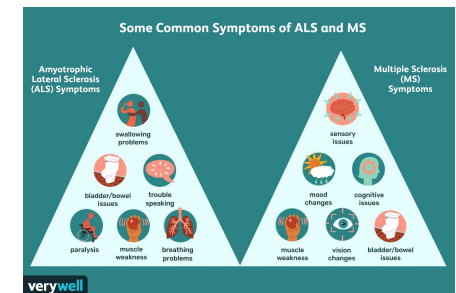 Some Common Symptoms of ALS and MS
Amyotrophic
Lateral Sclerosis
(ALS) Symptoms
swallowing
problems
bladder/bowel
issues
trouble
speaking
paralysis
muscle
weakness
breathing
problems
Multiple Sclerosis
(MS)
Symptoms
sensory
issues
mood
changes
cognitive
issues
muscle
weakness
vision
changes
bladder/bowel
issues
verywell